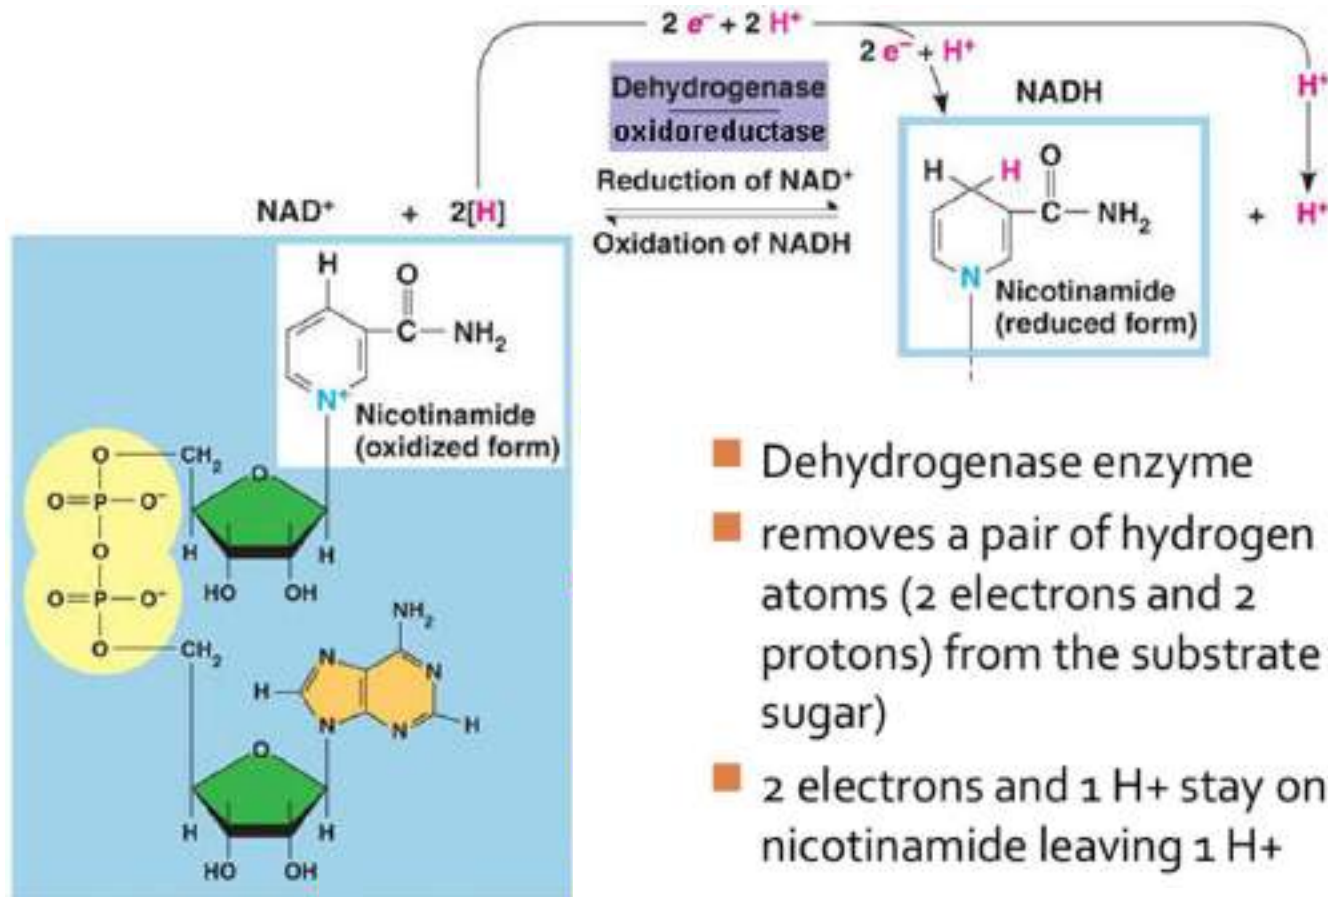 2 e⁻ + 2 H⁺
2 e⁻ + H⁺
Dehydrogenase
oxidoreductase
NADH
H⁺
Reduction of NAD⁺
NAD⁺ + 2[H]
Oxidation of NADH
H H O
C NH₂
+ H⁺
N
Nicotinamide
(reduced form)
H O
C NH₂
N⁺
Nicotinamide
(oxidized form)
O CH₂ O
O=P—O⁻
H H
O
HO OH
O=P—O⁻
O CH₂
NH₂
N N
H
N N H
O
H H
HO OH
Dehydrogenase enzyme
removes a pair of hydrogen
atoms (2 electrons and 2
protons) from the substrate
sugar)
2 electrons and 1 H+ stay on
nicotinamide leaving 1 H+